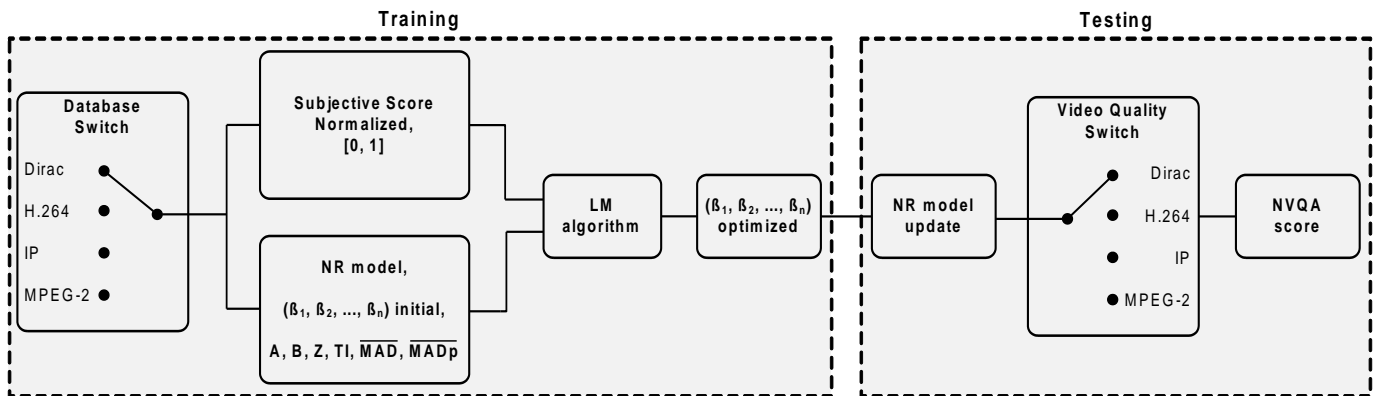 Training
Testing
Database
Switch
Dirac
H.264
IP
MPEG-2
Subjective Score
Normalized,
[0, 1]
NR model,
(ß₁, ß₂, ..., ßₙ) initial,
A, B, Z, TI, M̅A̅D̅, M̅A̅D̅p̅
LM
algorithm
(ß₁, ß₂, ..., ßₙ)
optimized
NR model
update
Video Quality
Switch
Dirac
H.264
IP
MPEG-2
NVQA
score